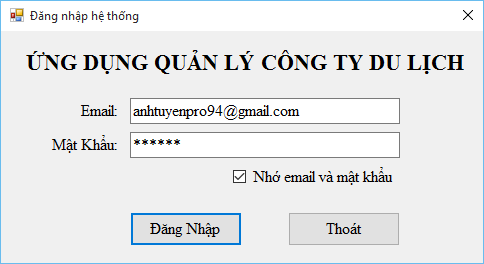 Đăng nhập hệ thống
ỨNG DỤNG QUẢN LÝ CÔNG TY DU LỊCH
Email: anhtuyenpro94@gmail.com
Mật Khẩu: ******
Nhớ email và mật khẩu
Đăng Nhập Thoát